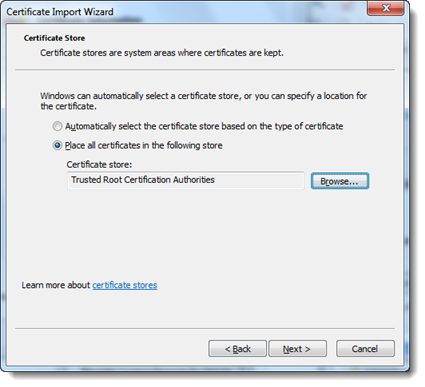 Certificate Import Wizard
Certificate Store
Certificate stores are system areas where certificates are kept.
Windows can automatically select a certificate store, or you can specify a location for
the certificate.
Automatically select the certificate store based on the type of certificate
Place all certificates in the following store
Certificate store:
Trusted Root Certification Authorities
Browse...
Learn more about certificate stores
< Back
Next >
Cancel